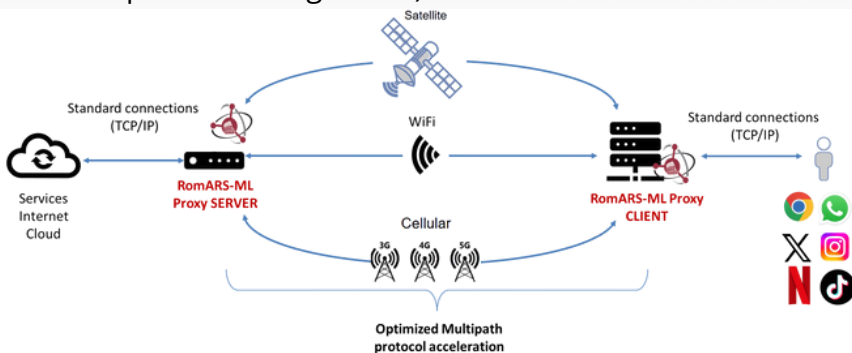 Satellite
Standard connections
(TCP/IP)
WiFi
Standard connections
(TCP/IP)
RomARS-ML
Proxy SERVER
RomARS-ML Proxy
CLIENT
Services
Internet
Cloud
Cellular
3G
4G
5G
Optimized Multipath
protocol acceleration